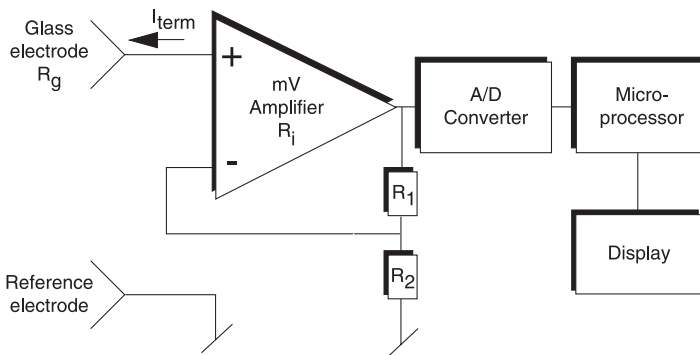 Glass
electrode
Rg
Iterm
+
mV
Amplifier
Ri
-
A/D
Converter
Micro-
processor
R1
R2
Display
Reference
electrode